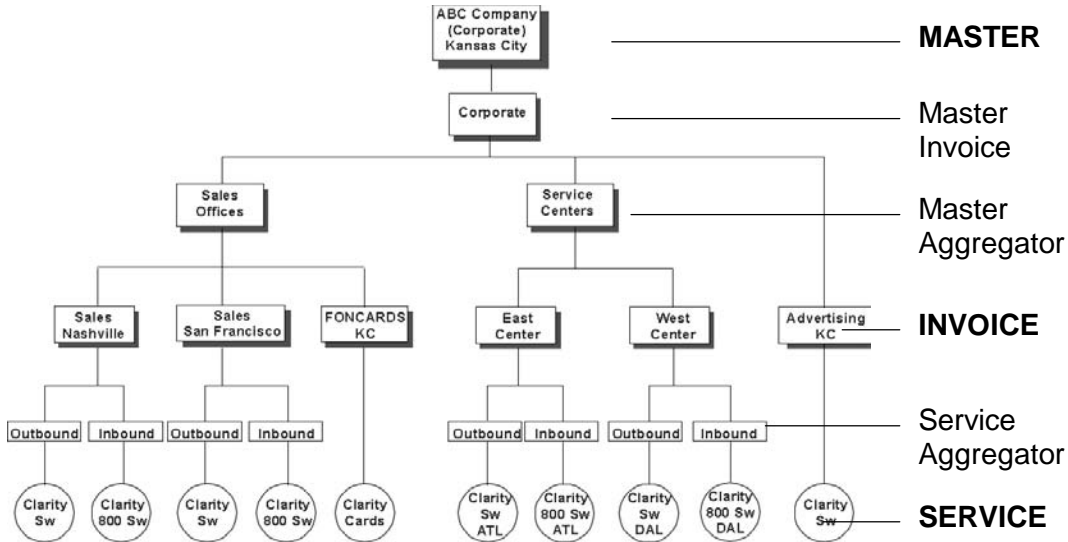 ABC Company
(Corporate)
Kansas City
MASTER
Corporate
Master
Invoice
Sales
Offices
Service
Centers
Master
Aggregator
Sales
Nashville
Sales
San Francisco
FONCARDS
KC
East
Center
West
Center
Advertising
KC
INVOICE
Outbound
Inbound
Outbound
Inbound
Outbound
Inbound
Outbound
Inbound
Service
Aggregator
Clarity
Sw
Clarity
800 Sw
Clarity
Sw
Clarity
800 Sw
Clarity
Cards
Clarity
Sw
ATL
Clarity
800 Sw
ATL
Clarity
Sw
DAL
Clarity
800 Sw
DAL
Clarity
Sw
SERVICE